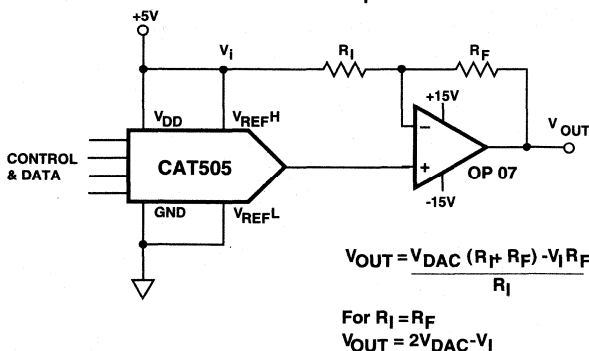 +5V
Vi
RI
RF
+15V
VDD
VREFH
VOUT
CONTROL
& DATA
CAT505
−
+
OP 07
-15V
GND
VREFL
VOUT = VDAC (RI+ RF) -VI RF
RI
For RI = RF
VOUT = 2VDAC-VI